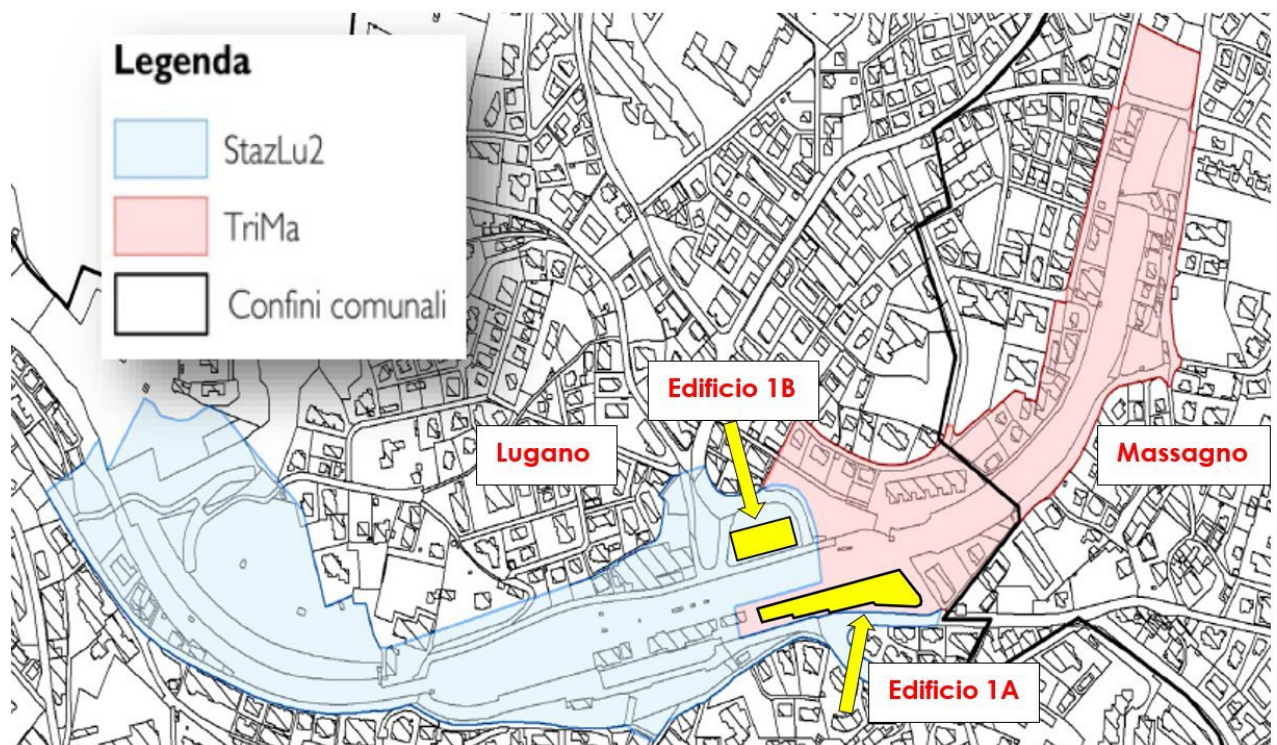 Legenda
StazLu2
TriMa
Confini comunali
Edificio 1B
Lugano
Massagno
Edificio 1A